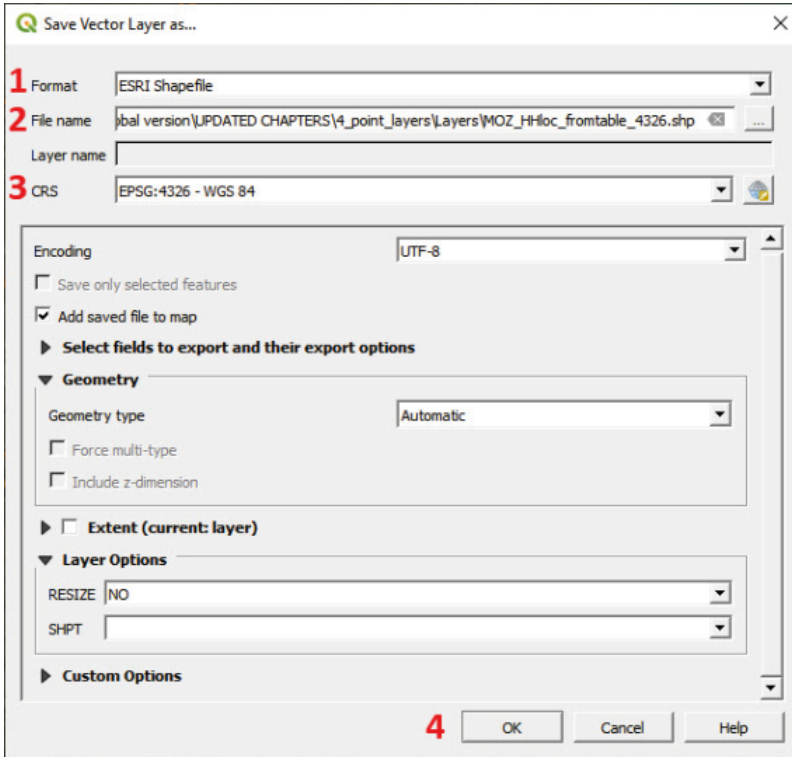 Save Vector Layer as...
1 Format ESRI Shapefile
2 File name obal version\UPDATED CHAPTERS\4_point_layers\Layers\MOZ_HHloc_fromtable_4326.shp ...
Layer name
3 CRS EPSG:4326 - WGS 84
Encoding UTF-8
Save only selected features
Add saved file to map
Select fields to export and their export options
Geometry
Geometry type Automatic
Force multi-type
Include z-dimension
Extent (current: layer)
Layer Options
RESIZE NO
SHPT
Custom Options
4 OK Cancel Help